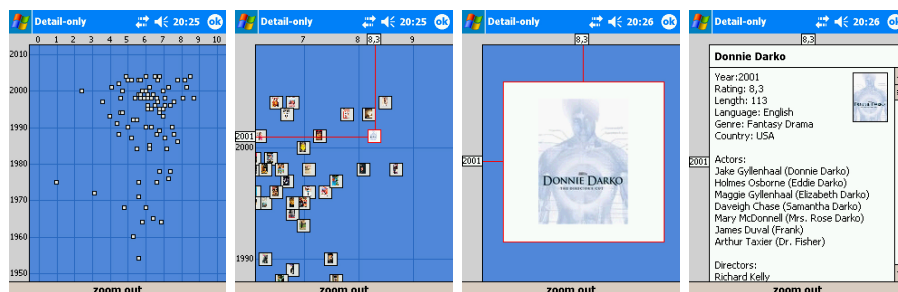 Detail-only 20:25 ok
0 1 2 3 4 5 6 7 8 9 10
2010
2000
1990
1980
1970
1960
1950
zoom out
Detail-only 20:25 ok
7 8 8,3 9
2001
2000
1990
zoom out
Detail-only 20:26 ok
8,3
2001
DONNIE DARKO
THE DIRECTOR'S CUT
zoom out
Detail-only 20:26 ok
8,3
Donnie Darko
Year:2001
Rating: 8,3
Length: 113
Language: English
Genre: Fantasy Drama
Country: USA
DONNIE DARKO
2001
Actors:
Jake Gyllenhaal (Donnie Darko)
Holmes Osborne (Eddie Darko)
Maggie Gyllenhaal (Elizabeth Darko)
Daveigh Chase (Samantha Darko)
Mary McDonnell (Mrs. Rose Darko)
James Duval (Frank)
Arthur Taxier (Dr. Fisher)
Directors:
Richard Kelly
zoom out